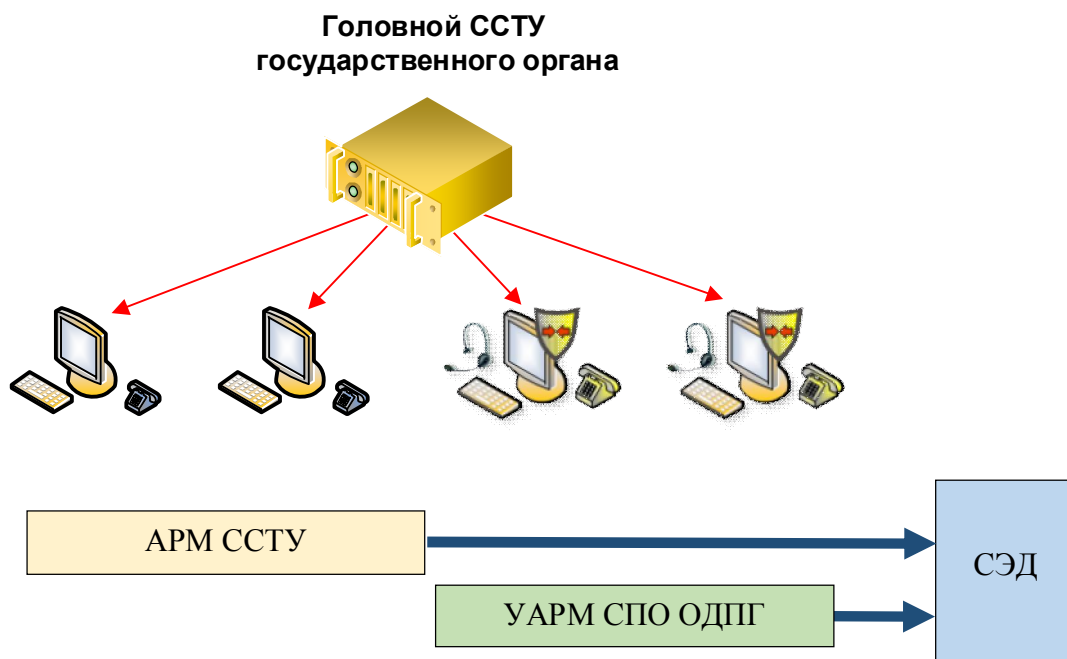 Головной ССТУ
государственного органа
АРМ ССТУ
СЭД
УАРМ СПО ОДПГ